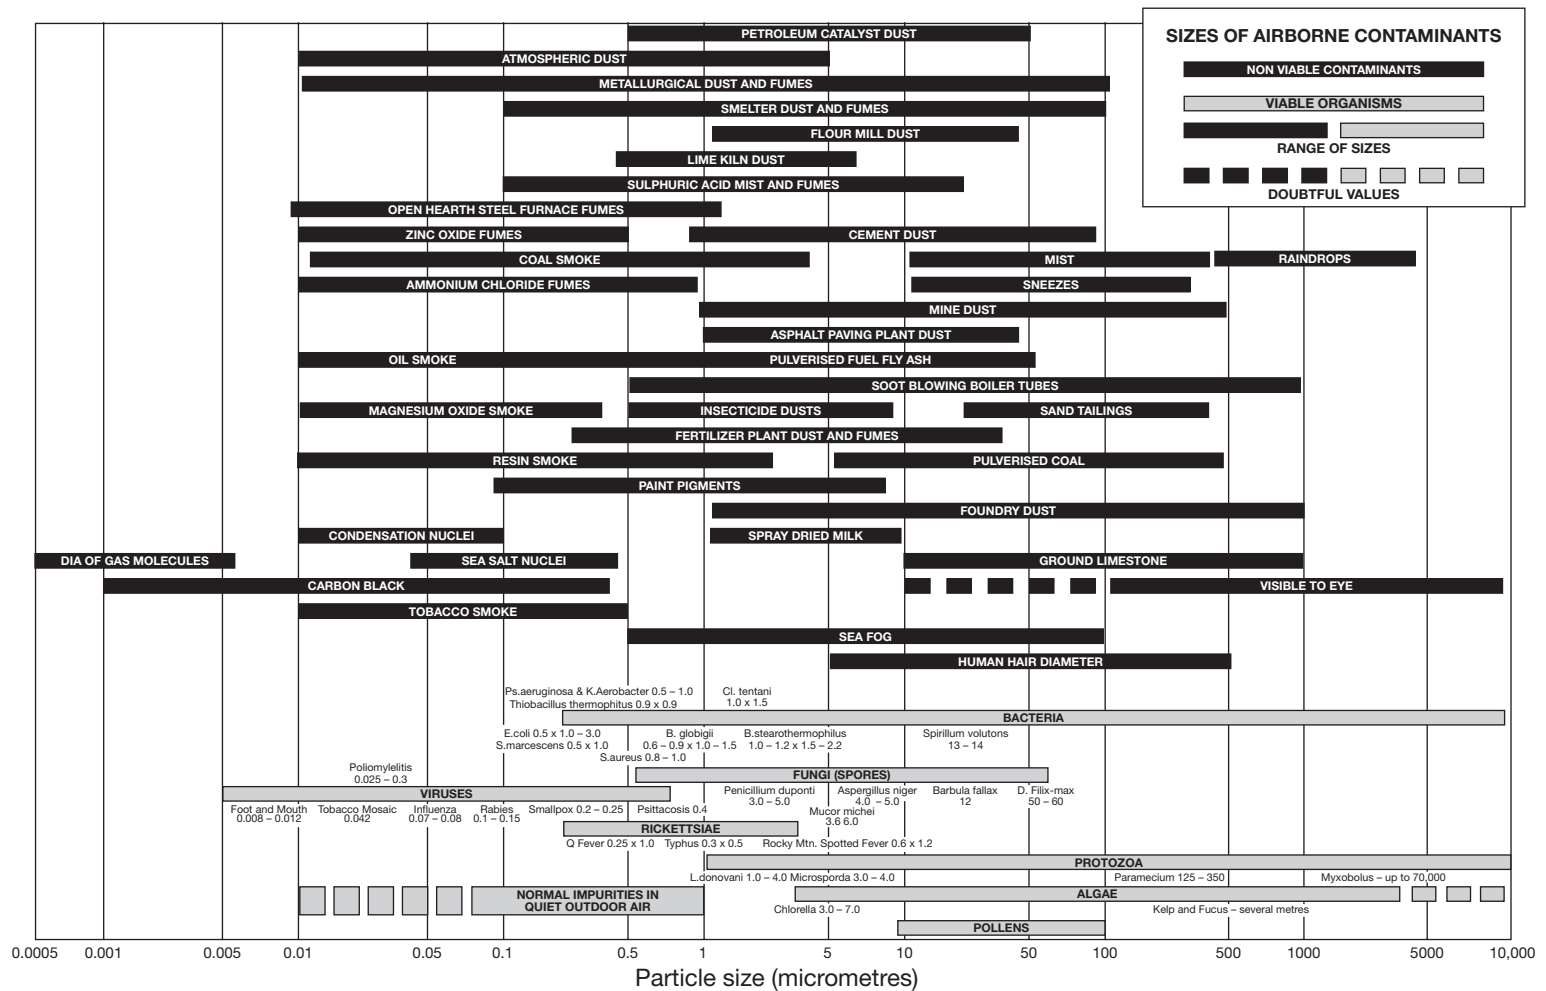 SIZES OF AIRBORNE CONTAMINANTS
NON VIABLE CONTAMINANTS
VIABLE ORGANISMS
RANGE OF SIZES
DOUBTFUL VALUES
PETROLEUM CATALYST DUST
ATMOSPHERIC DUST
METALLURGICAL DUST AND FUMES
SMELTER DUST AND FUMES
FLOUR MILL DUST
LIME KILN DUST
SULPHURIC ACID MIST AND FUMES
OPEN HEARTH STEEL FURNACE FUMES
ZINC OXIDE FUMES
CEMENT DUST
COAL SMOKE
MIST
RAINDROPS
AMMONIUM CHLORIDE FUMES
SNEEZES
MINE DUST
ASPHALT PAVING PLANT DUST
OIL SMOKE
PULVERISED FUEL FLY ASH
SOOT BLOWING BOILER TUBES
MAGNESIUM OXIDE SMOKE
INSECTICIDE DUSTS
SAND TAILINGS
FERTILIZER PLANT DUST AND FUMES
RESIN SMOKE
PULVERISED COAL
PAINT PIGMENTS
FOUNDRY DUST
CONDENSATION NUCLEI
SPRAY DRIED MILK
DIA OF GAS MOLECULES
SEA SALT NUCLEI
GROUND LIMESTONE
CARBON BLACK
VISIBLE TO EYE
TOBACCO SMOKE
SEA FOG
HUMAN HAIR DIAMETER
Ps.aeruginosa & K.Aerobacter 0.5 – 1.0
Thiobacillus thermophitus 0.9 x 0.9
Cl. tentani
1.0 x 1.5
BACTERIA
E.coli 0.5 x 1.0 – 3.0
S.marcescens 0.5 x 1.0
B. globigii
0.6 – 0.9 x 1.0 – 1.5
B.stearothermophilus
1.0 – 1.2 x 1.5 – 2.2
Spirillum volutons
13 – 14
S.aureus 0.8 – 1.0
FUNGI (SPORES)
Poliomylelitis
0.025 – 0.3
VIRUSES
Penicillium duponti
3.0 – 5.0
Aspergillus niger
4.0 – 5.0
Barbula fallax
12
D. Filix-max
50 – 60
Foot and Mouth
0.008 – 0.012
Tobacco Mosaic
0.042
Influenza
0.07 – 0.08
Rabies
0.1 – 0.15
Smallpox 0.2 – 0.25
Psittacosis 0.4
Mucor michei
3.6 6.0
RICKETTSIAE
Q Fever 0.25 x 1.0
Typhus 0.3 x 0.5
Rocky Mtn. Spotted Fever 0.6 x 1.2
PROTOZOA
L.donovani 1.0 – 4.0
Microsporda 3.0 – 4.0
Paramecium 125 – 350
Myxobolus – up to 70,000
NORMAL IMPURITIES IN
QUIET OUTDOOR AIR
ALGAE
Chlorella 3.0 – 7.0
Kelp and Fucus – several metres
POLLENS
0.0005 0.001 0.005 0.01 0.05 0.1 0.5 1 5 10 50 100 500 1000 5000 10,000
Particle size (micrometres)